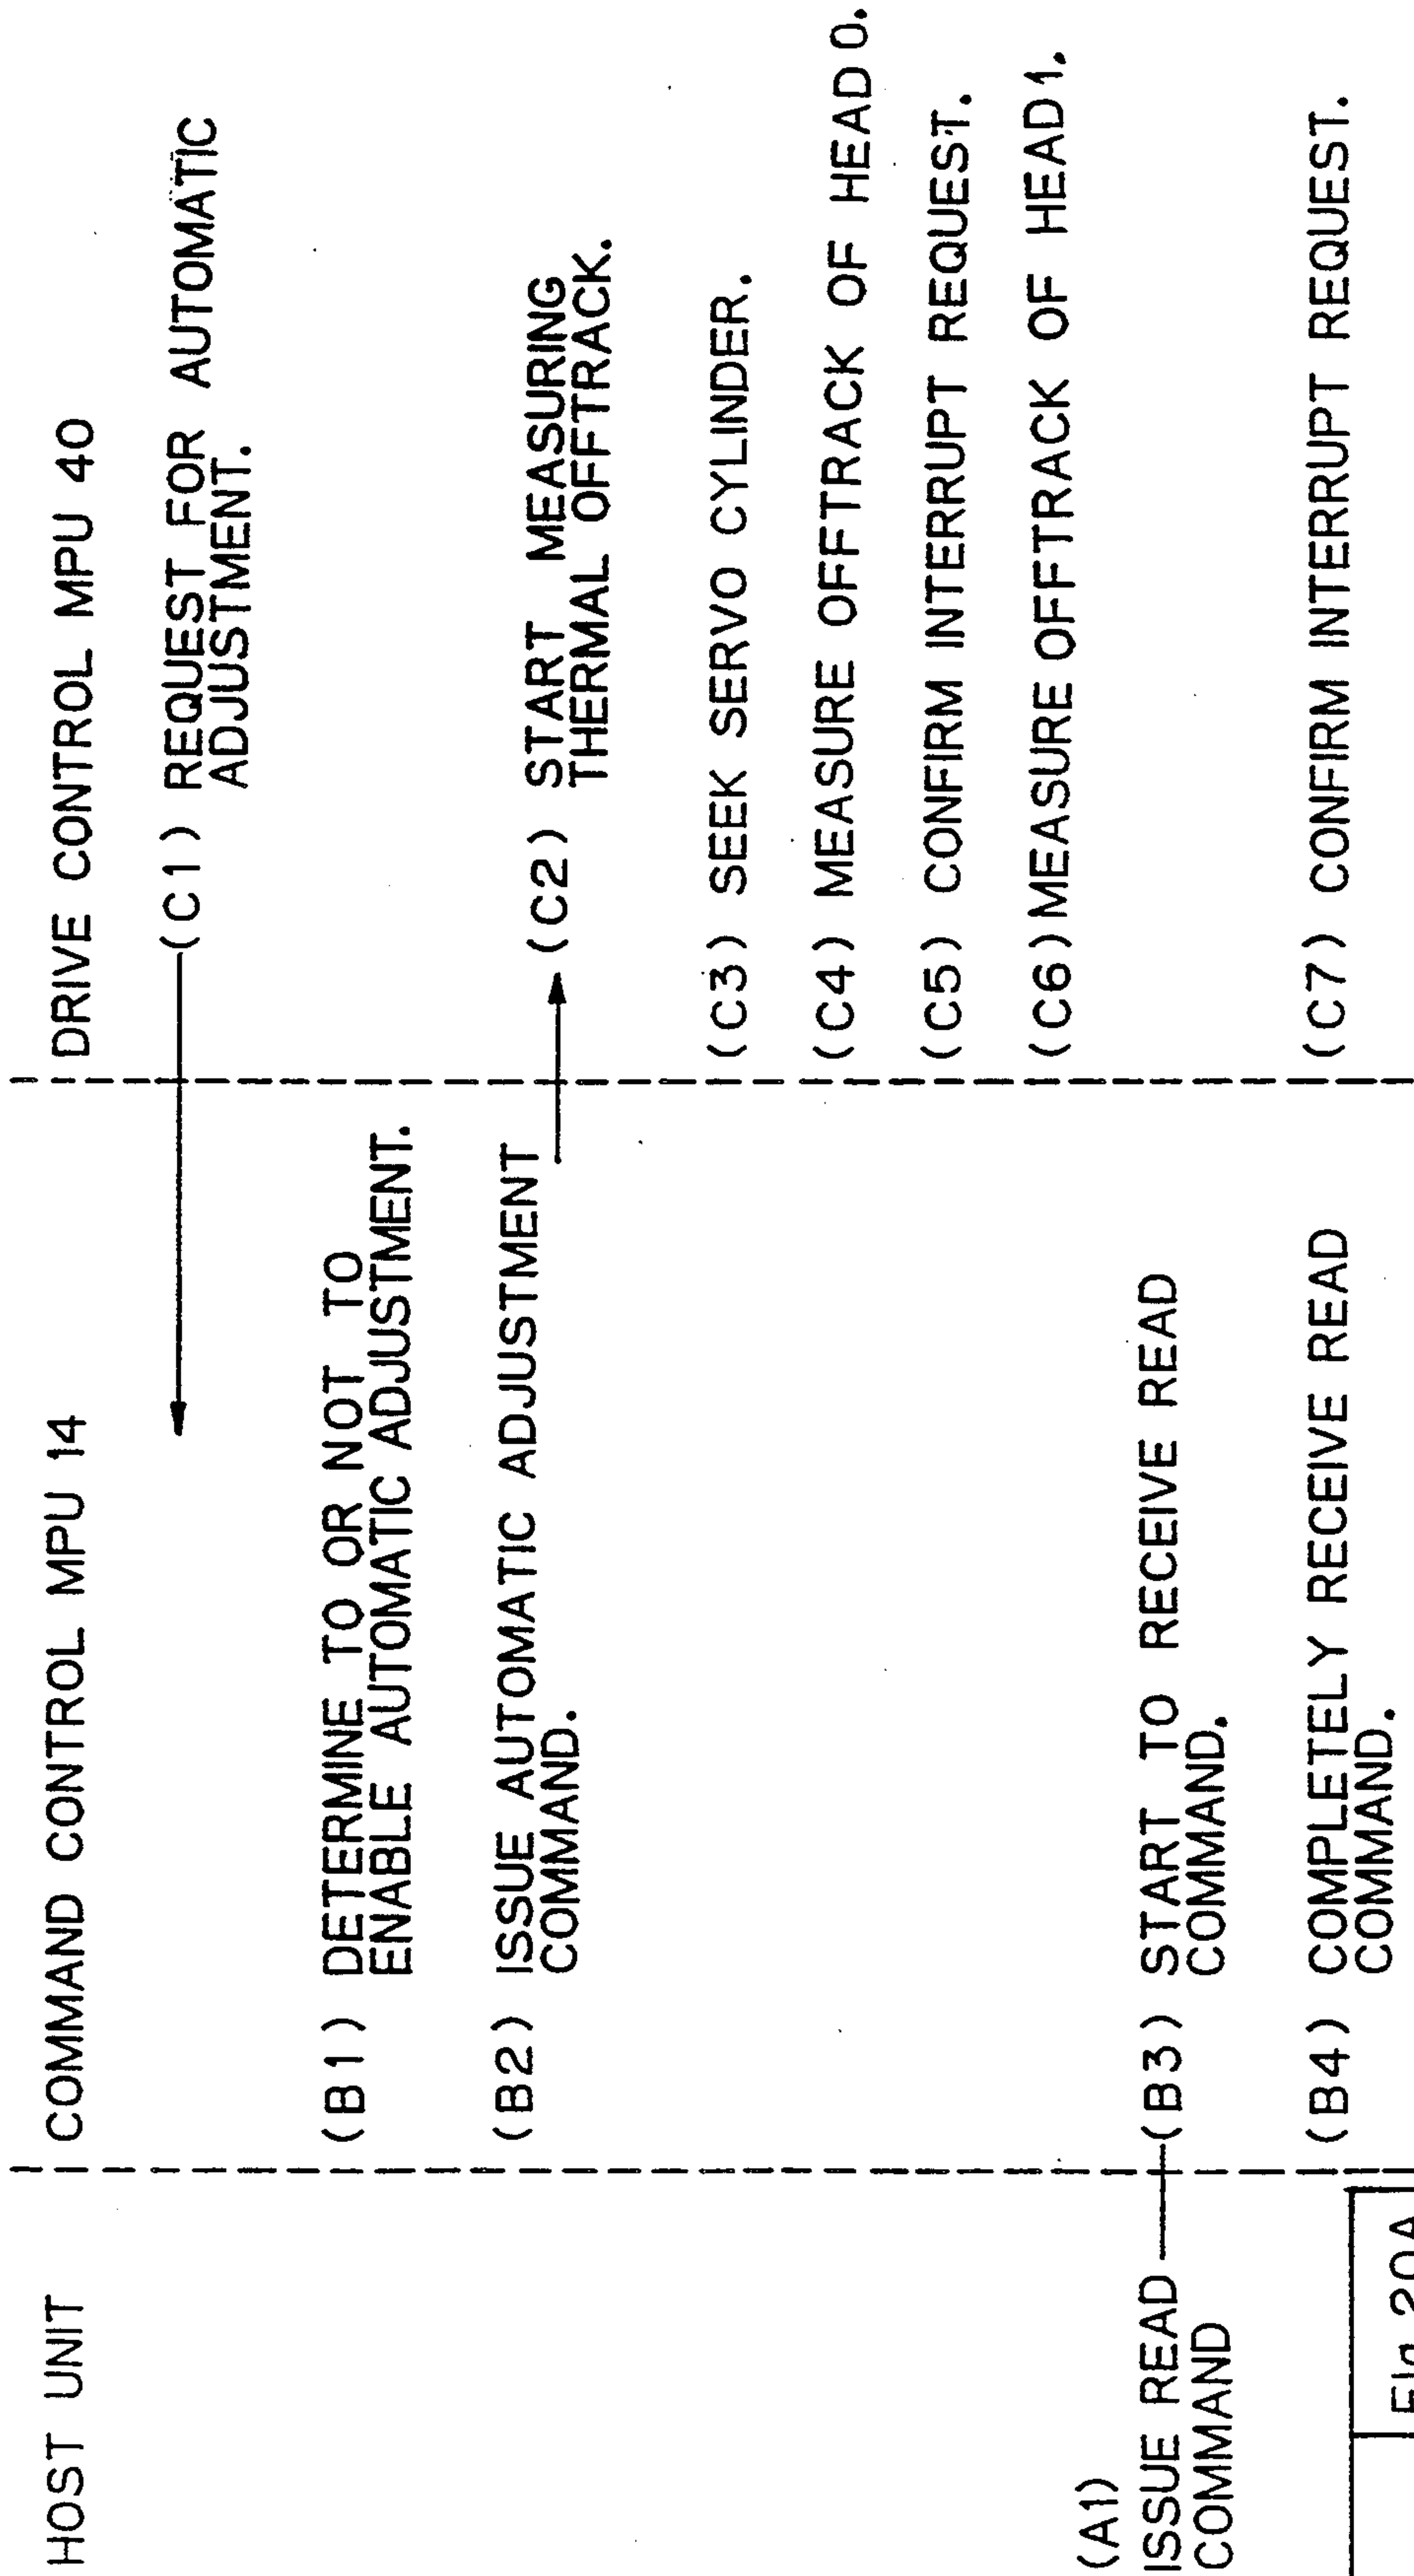 HOST UNIT
COMMAND CONTROL MPU 14
DRIVE CONTROL MPU 40
(C1) REQUEST FOR AUTOMATIC
ADJUSTMENT.
(B1) DETERMINE TO OR NOT TO
ENABLE AUTOMATIC ADJUSTMENT.
(B2) ISSUE AUTOMATIC ADJUSTMENT
COMMAND.
(C2) START MEASURING
THERMAL OFFTRACK.
(C3) SEEK SERVO CYLINDER.
(C4) MEASURE OFFTRACK OF HEAD 0.
(C5) CONFIRM INTERRUPT REQUEST.
(C6) MEASURE OFFTRACK OF HEAD 1.
(A1)
ISSUE READ
COMMAND
(B3) START TO RECEIVE READ
COMMAND.
(B4) COMPLETELY RECEIVE READ
COMMAND.
(C7) CONFIRM INTERRUPT REQUEST.
Fig. 20A